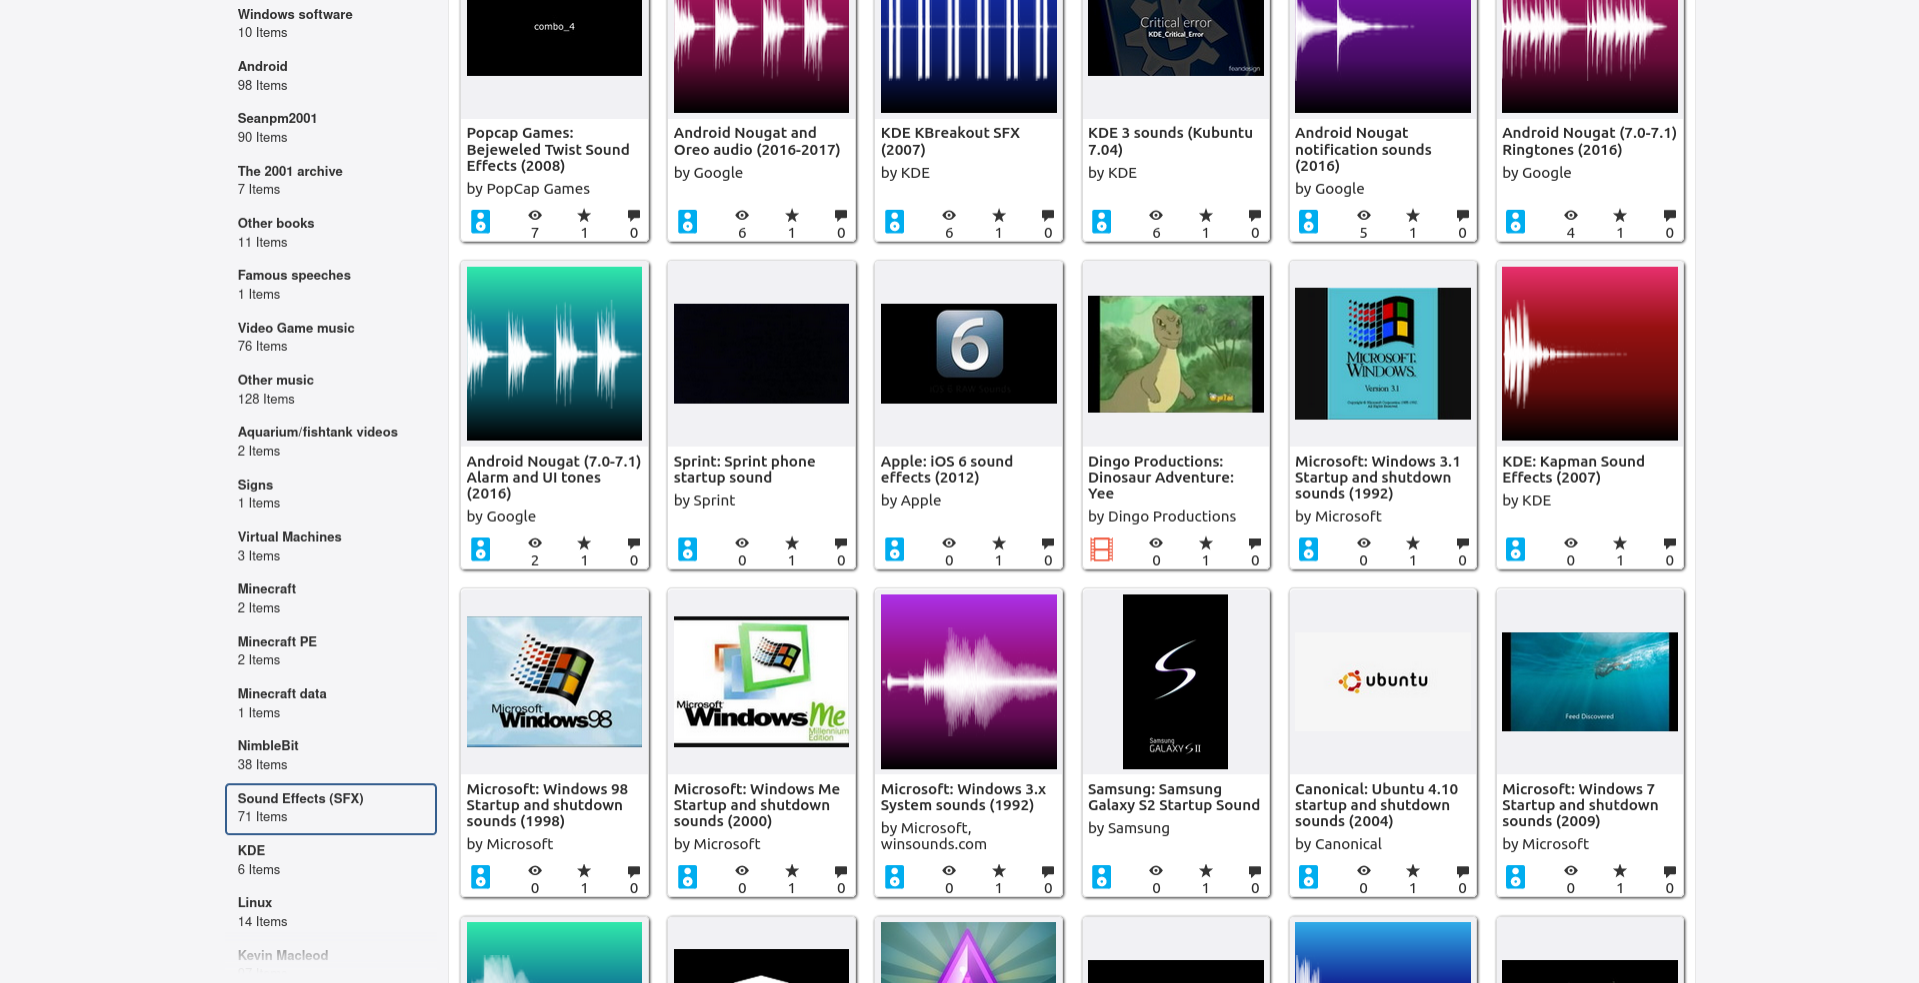 Windows software
10 Items
Android
98 Items
Seanpm2001
90 Items
The 2001 archive
7 Items
Other books
11 Items
Famous speeches
1 Items
Video Game music
76 Items
Other music
128 Items
Aquarium/fishtank videos
2 Items
Signs
1 Items
Virtual Machines
3 Items
Minecraft
2 Items
Minecraft PE
2 Items
Minecraft data
1 Items
NimbleBit
38 Items
Sound Effects (SFX)
71 Items
KDE
6 Items
Linux
14 Items
Kevin Macleod
combo_4
Popcap Games:
Bejeweled Twist Sound
Effects (2008)
by PopCap Games
7 1 0
Android Nougat and
Oreo audio (2016-2017)
by Google
6 1 0
KDE KBreakout SFX
(2007)
by KDE
6 1 0
Critical error
KDE_Critical_Error
feandesign
KDE 3 sounds (Kubuntu
7.04)
by KDE
6 1 0
Android Nougat
notification sounds
(2016)
by Google
5 1 0
Android Nougat (7.0-7.1)
Ringtones (2016)
by Google
4 1 0
Android Nougat (7.0-7.1)
Alarm and UI tones
(2016)
by Google
2 1 0
Sprint: Sprint phone
startup sound
by Sprint
0 1 0
6
iOS 6 RAW sounds
Apple: iOS 6 sound
effects (2012)
by Apple
0 1 0
Dingo Productions:
Dinosaur Adventure:
Yee
by Dingo Productions
0 1 0
MICROSOFT.
WINDOWS.
Version 3.1
Microsoft: Windows 3.1
Startup and shutdown
sounds (1992)
by Microsoft
0 1 0
KDE: Kapman Sound
Effects (2007)
by KDE
0 1 0
Microsoft
Windows98
Microsoft: Windows 98
Startup and shutdown
sounds (1998)
by Microsoft
0 1 0
Microsoft
Windows Me
Millennium
Edition
Microsoft: Windows Me
Startup and shutdown
sounds (2000)
by Microsoft
0 1 0
Microsoft: Windows 3.x
System sounds (1992)
by Microsoft,
winsounds.com
0 1 0
Samsung
GALAXY S II
Samsung: Samsung
Galaxy S2 Startup Sound
by Samsung
0 1 0
ubuntu
Canonical: Ubuntu 4.10
startup and shutdown
sounds (2004)
by Canonical
0 1 0
Feed Discovered
Microsoft: Windows 7
Startup and shutdown
sounds (2009)
by Microsoft
0 1 0